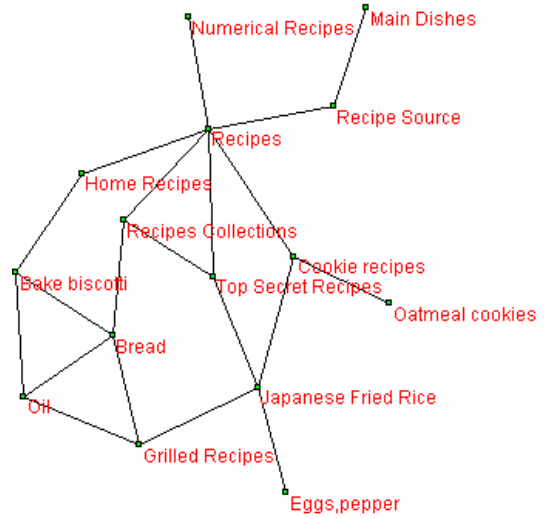 Main Dishes
Numerical Recipes
Recipe Source
Recipes
Home Recipes
Recipes Collections
Cookie recipes
Bake biscotti
Top Secret Recipes
Oatmeal cookies
Bread
Japanese Fried Rice
Oil
Grilled Recipes
Eggs,pepper